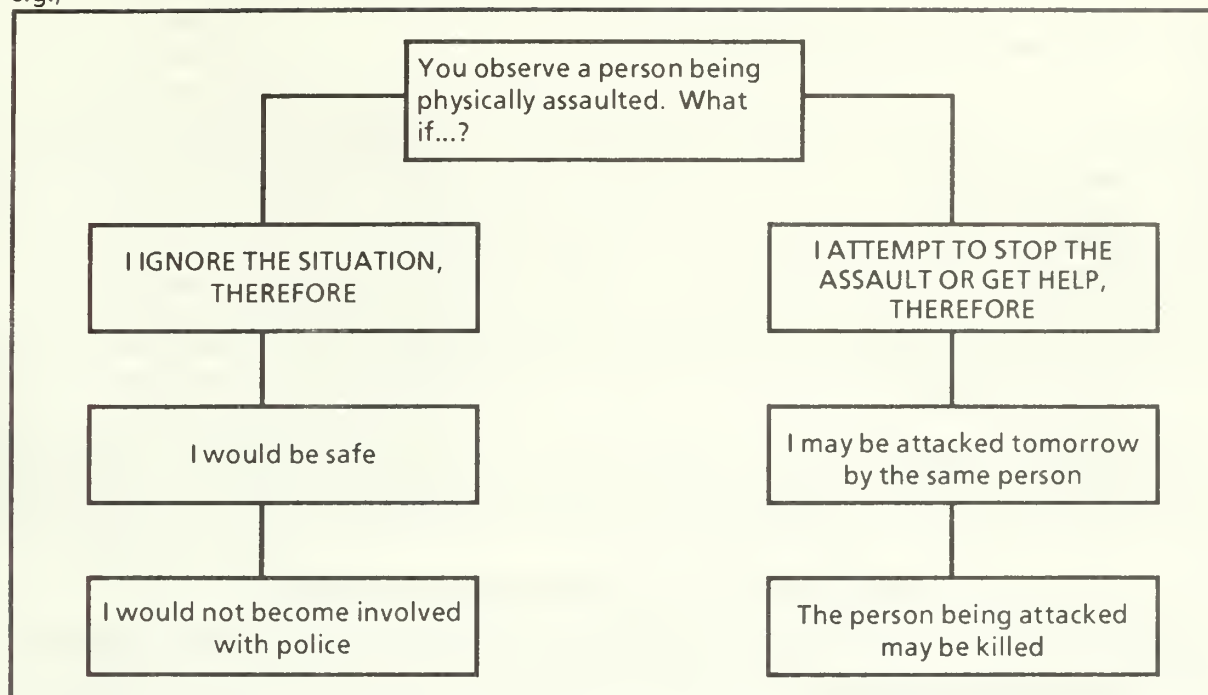 e.g.,
You observe a person being
physically assaulted. What
if...?
I IGNORE THE SITUATION,
THEREFORE
I ATTEMPT TO STOP THE
ASSAULT OR GET HELP,
THEREFORE
I would be safe
I may be attacked tomorrow
by the same person
I would not become involved
with police
The person being attacked
may be killed